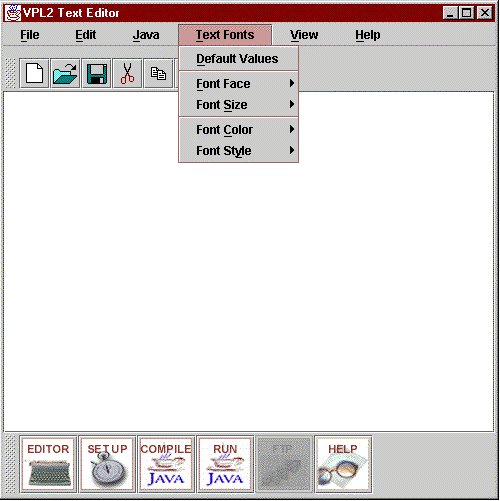 VPL2 Text Editor
File Edit Java Text Fonts View Help
Default Values
Font Face
Font Size
Font Color
Font Style
EDITOR SETUP COMPILE RUN FTP HELP
JAVA JAVA